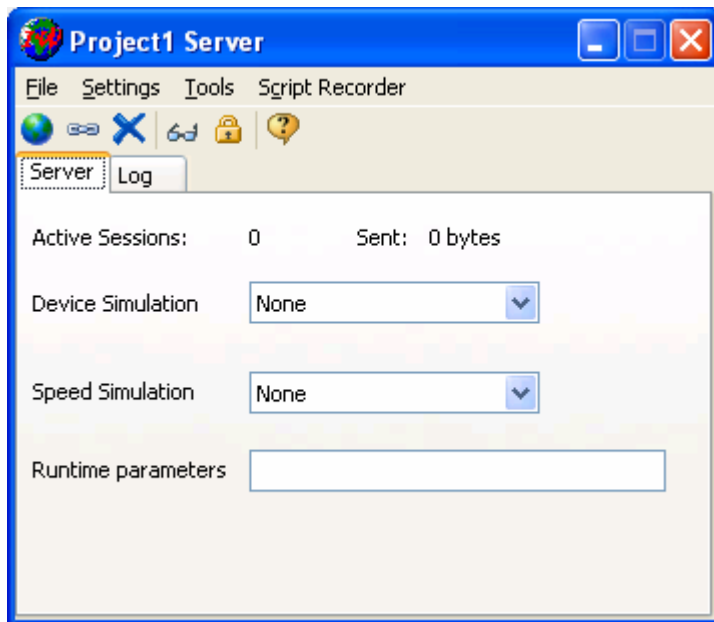 Project1 Server
File Settings Tools Script Recorder
Server Log
Active Sessions: 0 Sent: 0 bytes
Device Simulation None
Speed Simulation None
Runtime parameters